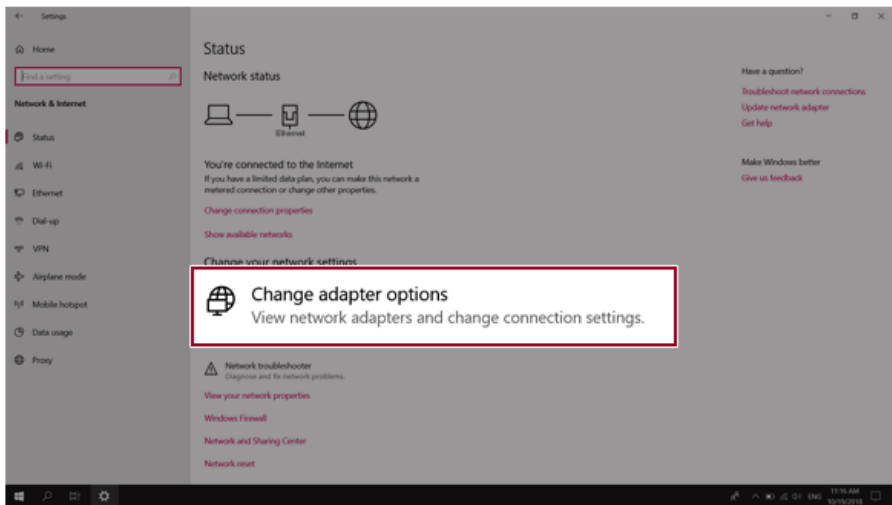 Settings
Home
Find a setting
Network & Internet
Status
Wi-Fi
Ethernet
Dial-up
VPN
Airplane mode
Mobile hotspot
Data usage
Proxy
Status
Network status
Ethernet
You're connected to the Internet
If you have a limited data plan, you can make this network a
metered connection or change other properties.
Change connection properties
Show available networks
Change your network settings
Change adapter options
View network adapters and change connection settings.
Network troubleshooter
Diagnose and fix network problems.
View your network properties
Windows Firewall
Network and Sharing Center
Network reset
Have a question?
Troubleshoot network connections
Update network adapter
Get help
Make Windows better
Give us feedback
ENG
11:16 AM
10/19/2018